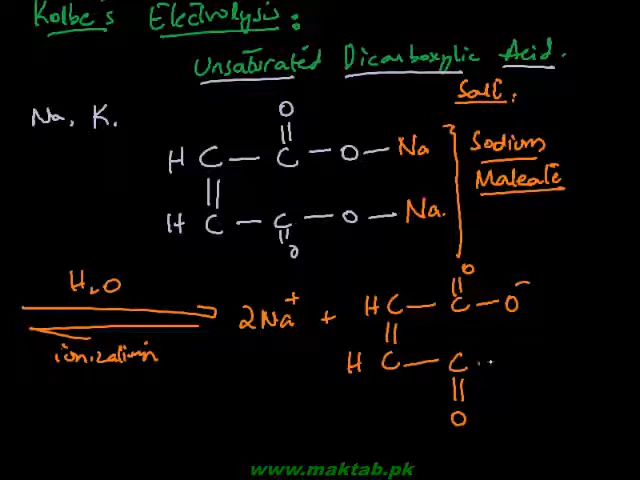 Kolbe's Electrolysis:
Unsaturated Dicarboxylic Acid.
Salt.
Na, K.
O
||
H C — C — O — Na
||
H C — C — O — Na.
||
O
Sodium
Maleate
H₂O
ionization
2Na⁺ +
O
||
H C — C — O⁻
||
H C — C
||
O
www.maktab.pk